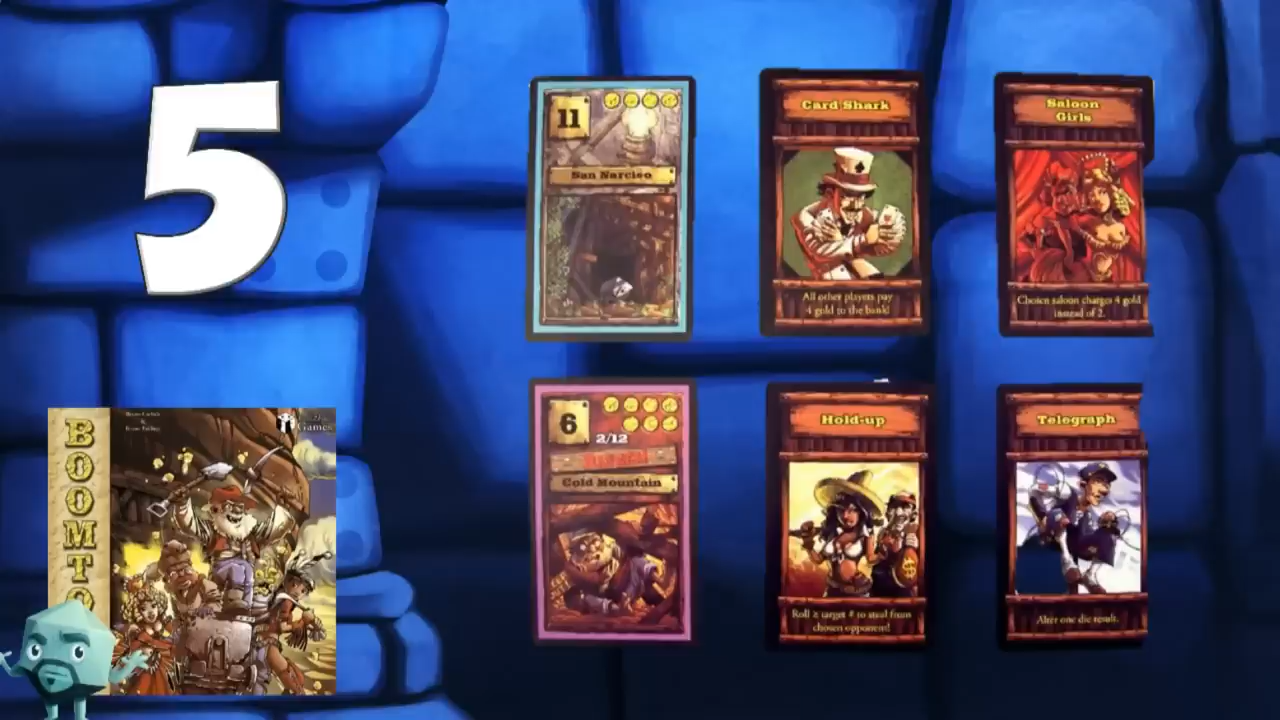 5
11
San Narciso
Card Shark
All other players pay
4 gold to the bank!
Saloon
Girls
Chosen saloon charges 4 gold
instead of 2.
6
2/12
Cold Mountain
Hold-up
Roll ≥ target # to steal from
chosen opponent!
Telegraph
Alter one die result.
BOOMTO
Games